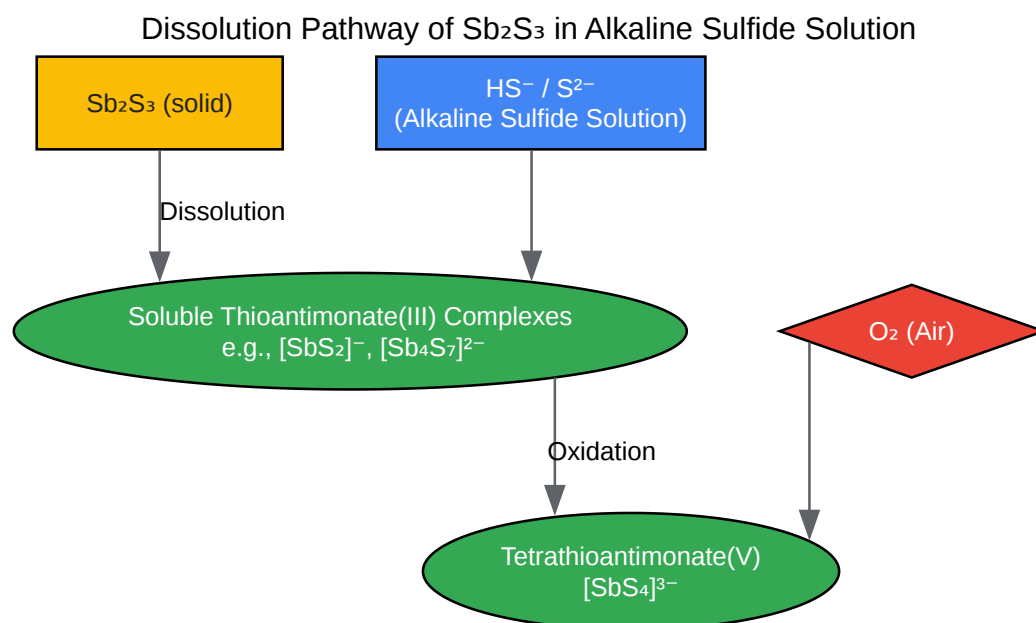 Dissolution Pathway of Sb₂S₃ in Alkaline Sulfide Solution
Sb₂S₃ (solid)
HS⁻ / S²⁻
(Alkaline Sulfide Solution)
Dissolution
Soluble Thioantimonate(III) Complexes
e.g., [SbS₂]⁻, [Sb₄S₇]²⁻
O₂ (Air)
Oxidation
Tetrathioantimonate(V)
[SbS₄]³⁻